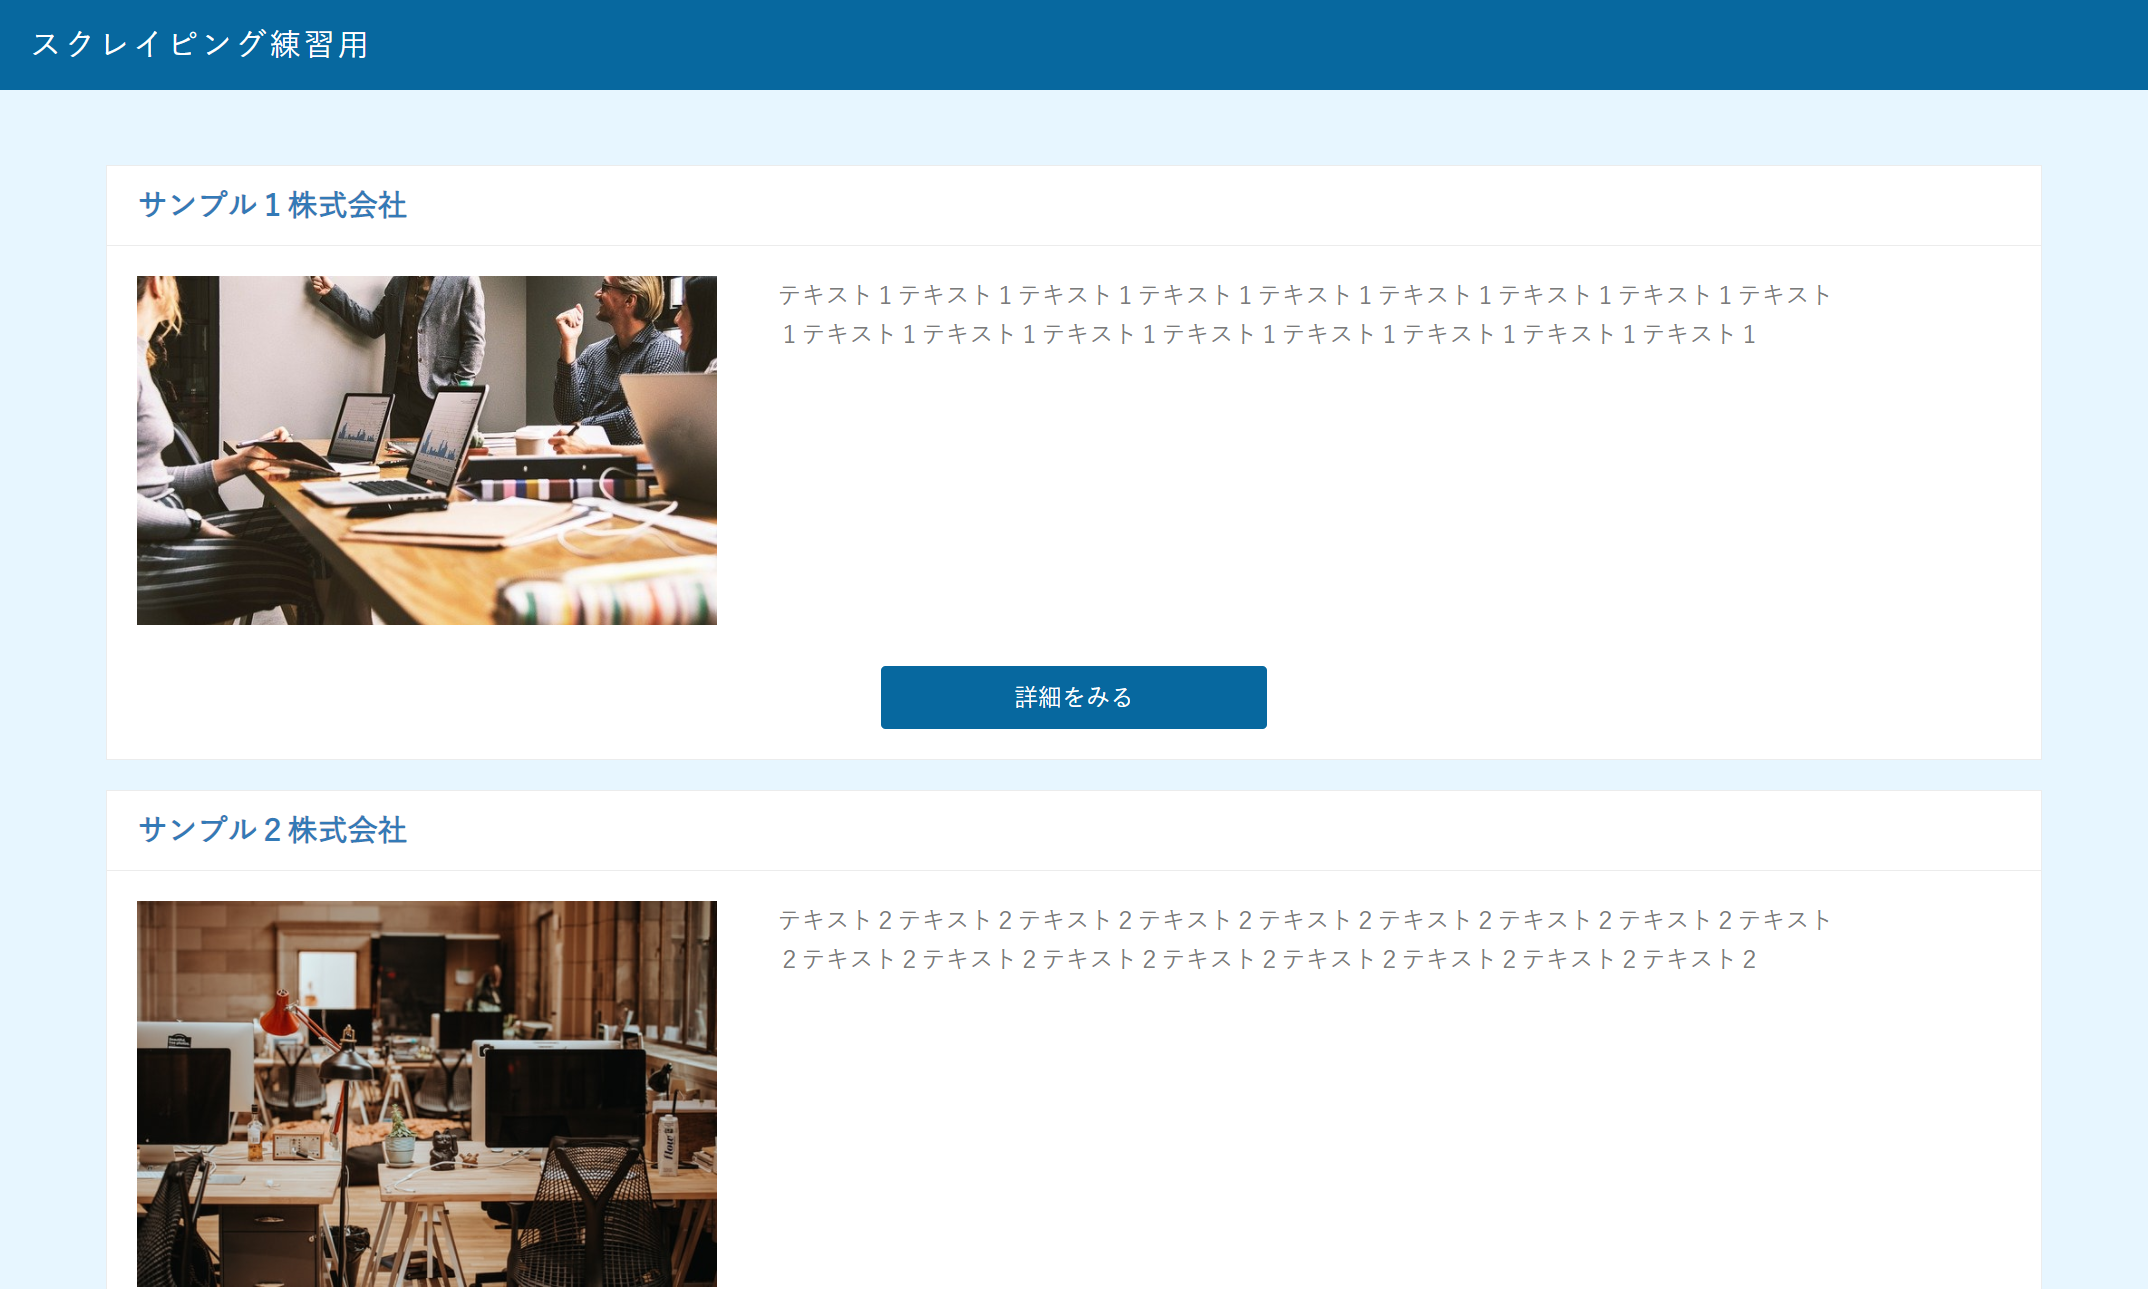 スクレイピング練習用
サンプル１株式会社
テキスト１テキスト１テキスト１テキスト１テキスト１テキスト１テキスト１テキスト１テキスト
１テキスト１テキスト１テキスト１テキスト１テキスト１テキスト１テキスト１テキスト１
詳細をみる
サンプル２株式会社
テキスト２テキスト２テキスト２テキスト２テキスト２テキスト２テキスト２テキスト２テキスト
２テキスト２テキスト２テキスト２テキスト２テキスト２テキスト２テキスト２テキスト２
flow